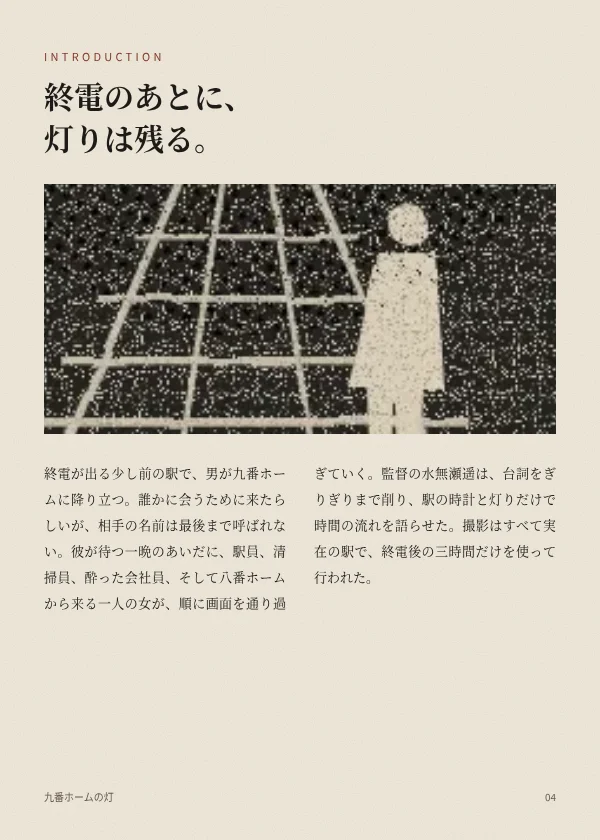 INTRODUCTION
終電のあとに、
灯りは残る。
終電が出る少し前の駅で、男が九番ホー
ムに降り立つ。誰かに会うために来たら
しいが、相手の名前は最後まで呼ばれな
い。彼が待つ一晩のあいだに、駅員、清
掃員、酔った会社員、そして八番ホーム
から来る一人の女が、順に画面を通り過
ぎていく。監督の水無瀬遥は、台詞をぎ
りぎりまで削り、駅の時計と灯りだけで
時間の流れを語らせた。撮影はすべて実
在の駅で、終電後の三時間だけを使って
行われた。
九番ホームの灯
04